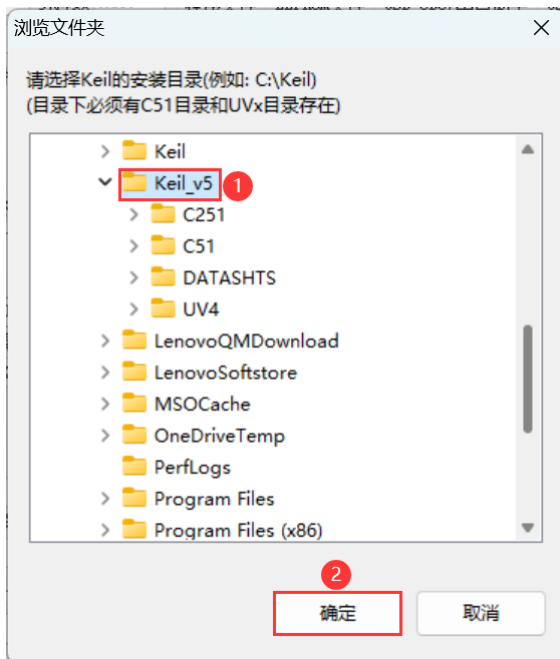 浏览文件夹
请选择Keil的安装目录(例如: C:\Keil)
(目录下必须有C51目录和UVx目录存在)
Keil
Keil_v5 1
C251
C51
DATASHTS
UV4
LenovoQMDownload
LenovoSoftstore
MSOCache
OneDriveTemp
PerfLogs
Program Files
Program Files (x86)
2
确定 取消